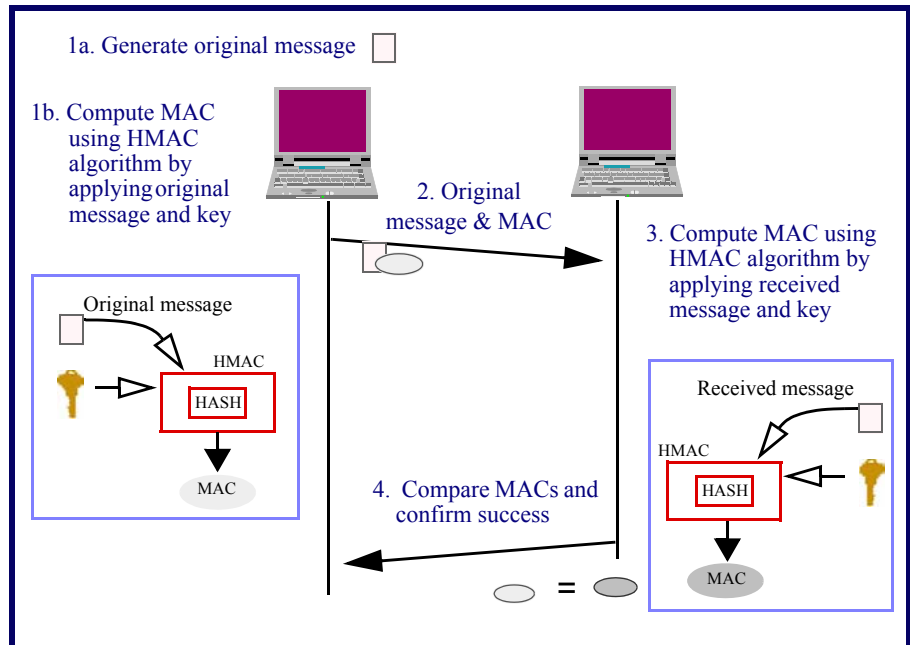 1a. Generate original message
1b. Compute MAC
using HMAC
algorithm by
applying original
message and key
2. Original
message & MAC
3. Compute MAC using
HMAC algorithm by
applying received
message and key
Original message
HMAC
HASH
MAC
Received message
HMAC
HASH
MAC
4. Compare MACs and
confirm success
=